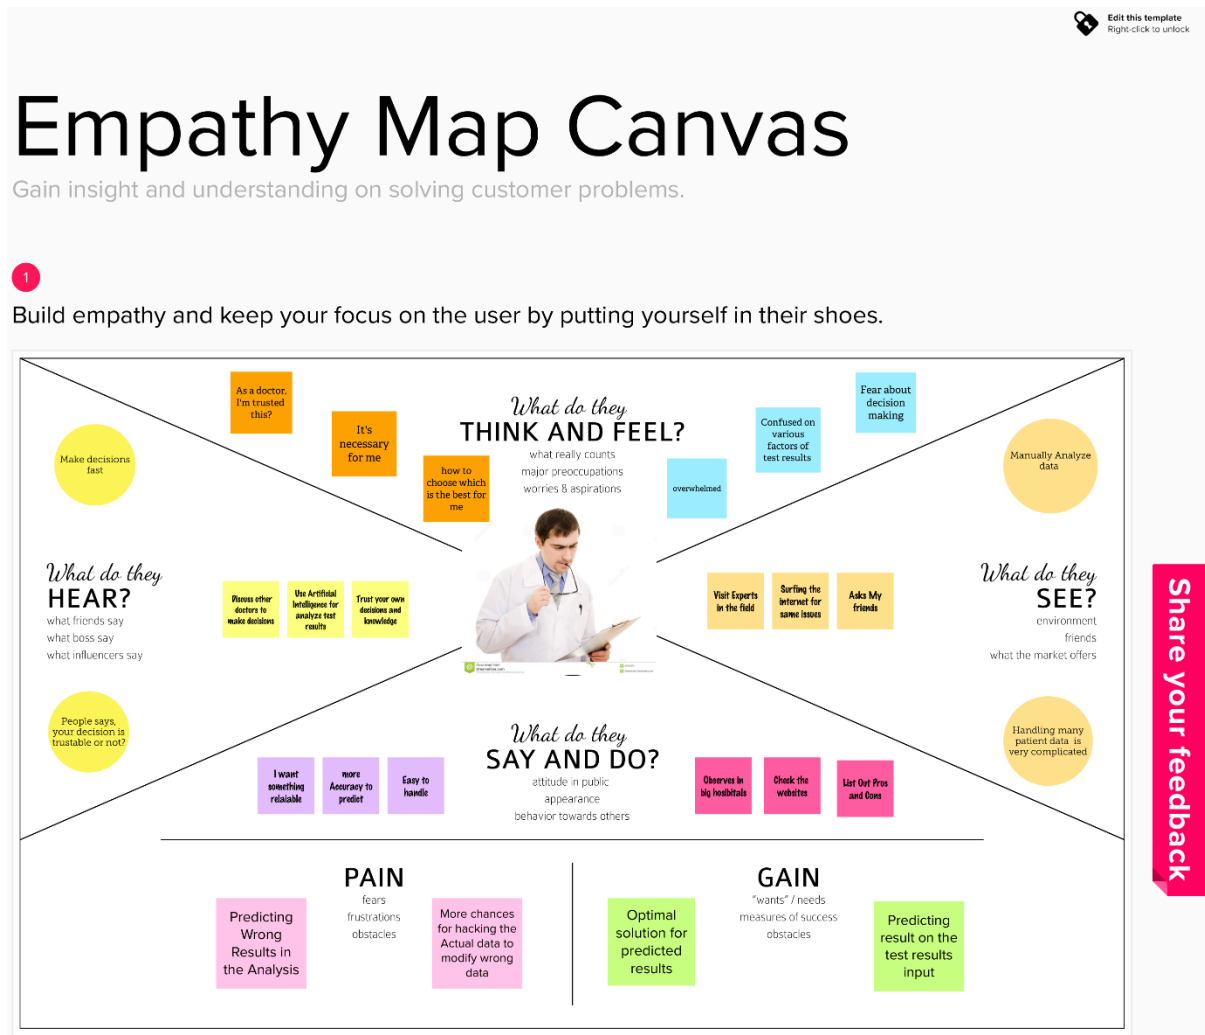 Edit this template
Right-click to unlock
Empathy Map Canvas
Gain insight and understanding on solving customer problems.
1
Build empathy and keep your focus on the user by putting yourself in their shoes.
As a doctor,
I'm trusted
this?
It's
necessary
for me
how to
choose which
is the best for
me
What do they
THINK AND FEEL?
what really counts
major preoccupations
worries & aspirations
overwhelmed
Confused on
various
factors of
test results
Fear about
decision
making
Make decisions
fast
What do they
HEAR?
what friends say
what boss say
what influencers say
People says,
your decision is
trustable or not?
Discuss other
doctors to
make decisions
Use Artificial
Intelligence for
analyze test
results
Trust your own
decisions and
knowledge
Visit Experts
in the field
Surfing the
internet for
same issues
Asks My
friends
Manually Analyze
data
What do they
SEE?
environment
friends
what the market offers
Handling many
patient data is
very complicated
What do they
SAY AND DO?
attitude in public
appearance
behavior towards others
I want
something
relaiable
more
Accuracy to
predict
Easy to
handle
Observes in
big hosibitals
Check the
websites
List Out Pros
and Cons
PAIN
fears
frustrations
obstacles
Predicting
Wrong
Results in
the Analysis
More chances
for hacking the
Actual data to
modify wrong
data
GAIN
"wants" / needs
measures of success
obstacles
Optimal
solution for
predicted
results
Predicting
result on the
test results
input
Share your feedback